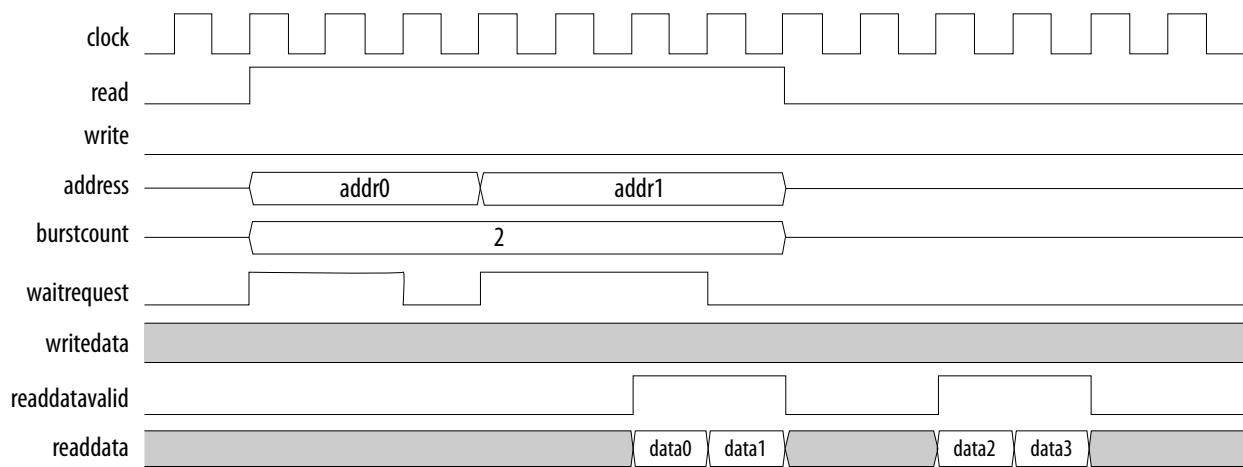 clock
read
write
address addr0 addr1
burstcount 2
waitrequest
writedata
readdatavalid
readdata data0 data1 data2 data3